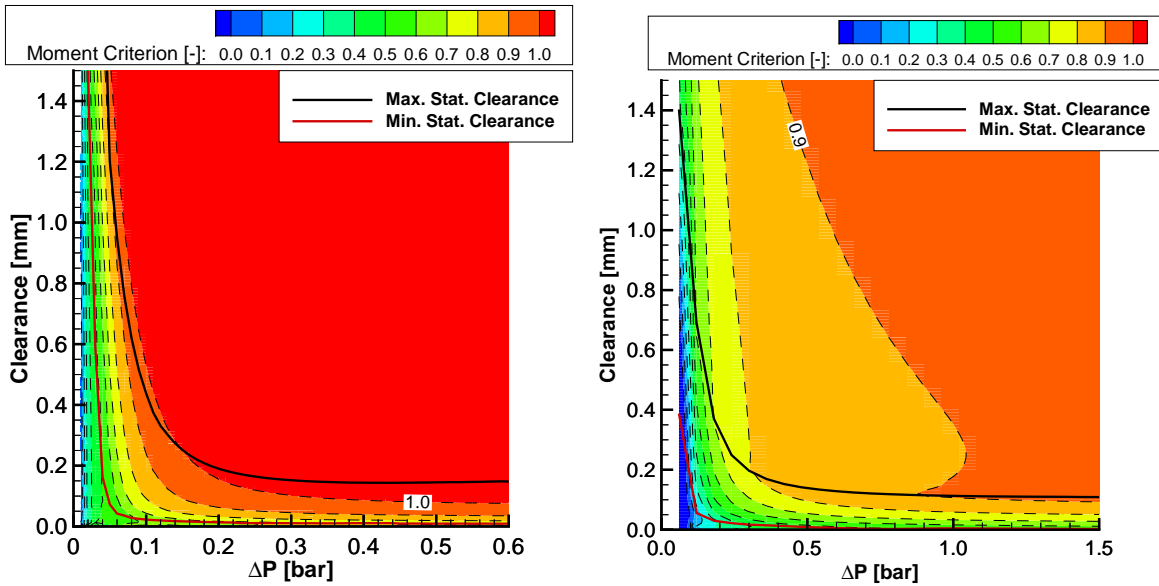 Moment Criterion [-]: 0.0 0.1 0.2 0.3 0.4 0.5 0.6 0.7 0.8 0.9 1.0
Max. Stat. Clearance
Min. Stat. Clearance
Clearance [mm]
1.4
1.2
1.0
0.8
0.6
0.4
0.2
0.0
1.0
0 0.1 0.2 0.3 0.4 0.5 0.6
ΔP [bar]
Moment Criterion [-]: 0.0 0.1 0.2 0.3 0.4 0.5 0.6 0.7 0.8 0.9 1.0
Max. Stat. Clearance
Min. Stat. Clearance
Clearance [mm]
1.4
1.2
1.0
0.8
0.6
0.4
0.2
0.0
0.9
0.0 0.5 1.0 1.5
ΔP [bar]